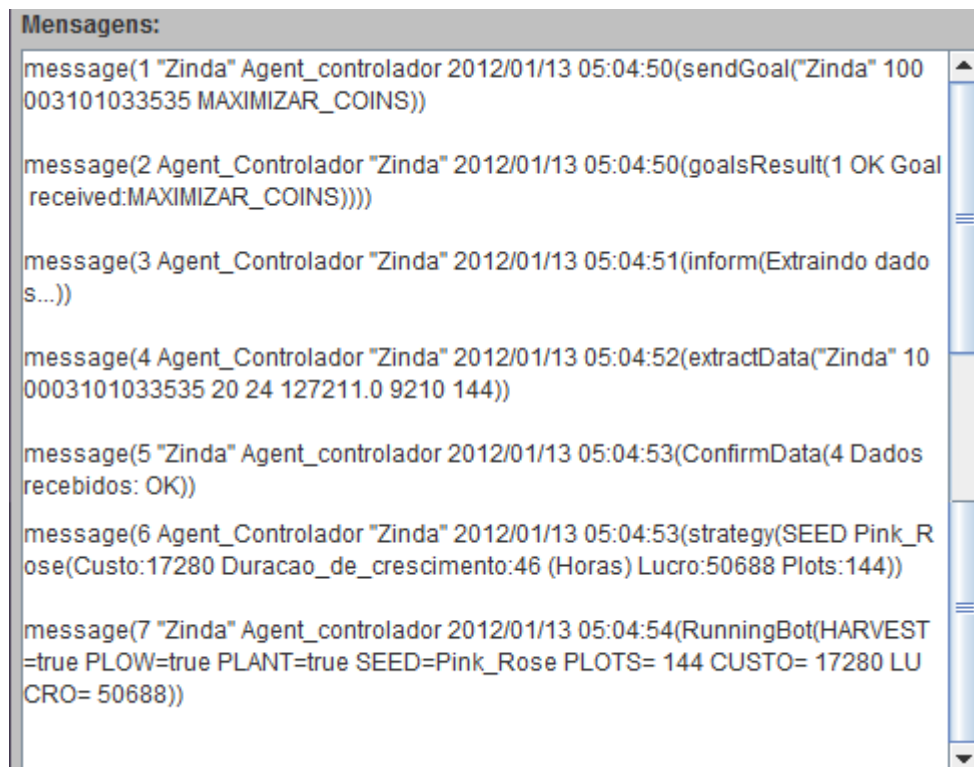 Mensagens:
message(1 "Zinda" Agent_controlador 2012/01/13 05:04:50(sendGoal("Zinda" 100
003101033535 MAXIMIZAR_COINS))
message(2 Agent_Controlador "Zinda" 2012/01/13 05:04:50(goalsResult(1 OK Goal
received:MAXIMIZAR_COINS))))
message(3 Agent_Controlador "Zinda" 2012/01/13 05:04:51(inform(Extraindo dado
s...))
message(4 Agent_Controlador "Zinda" 2012/01/13 05:04:52(extractData("Zinda" 10
0003101033535 20 24 127211.0 9210 144))
message(5 "Zinda" Agent_controlador 2012/01/13 05:04:53(ConfirmData(4 Dados
recebidos: OK))
message(6 Agent_Controlador "Zinda" 2012/01/13 05:04:53(strategy(SEED Pink_R
ose(Custo:17280 Duracao_de_crescimento:46 (Horas) Lucro:50688 Plots:144))
message(7 "Zinda" Agent_controlador 2012/01/13 05:04:54(RunningBot(HARVEST
=true PLOW=true PLANT=true SEED=Pink_Rose PLOTS= 144 CUSTO= 17280 LU
CRO= 50688))